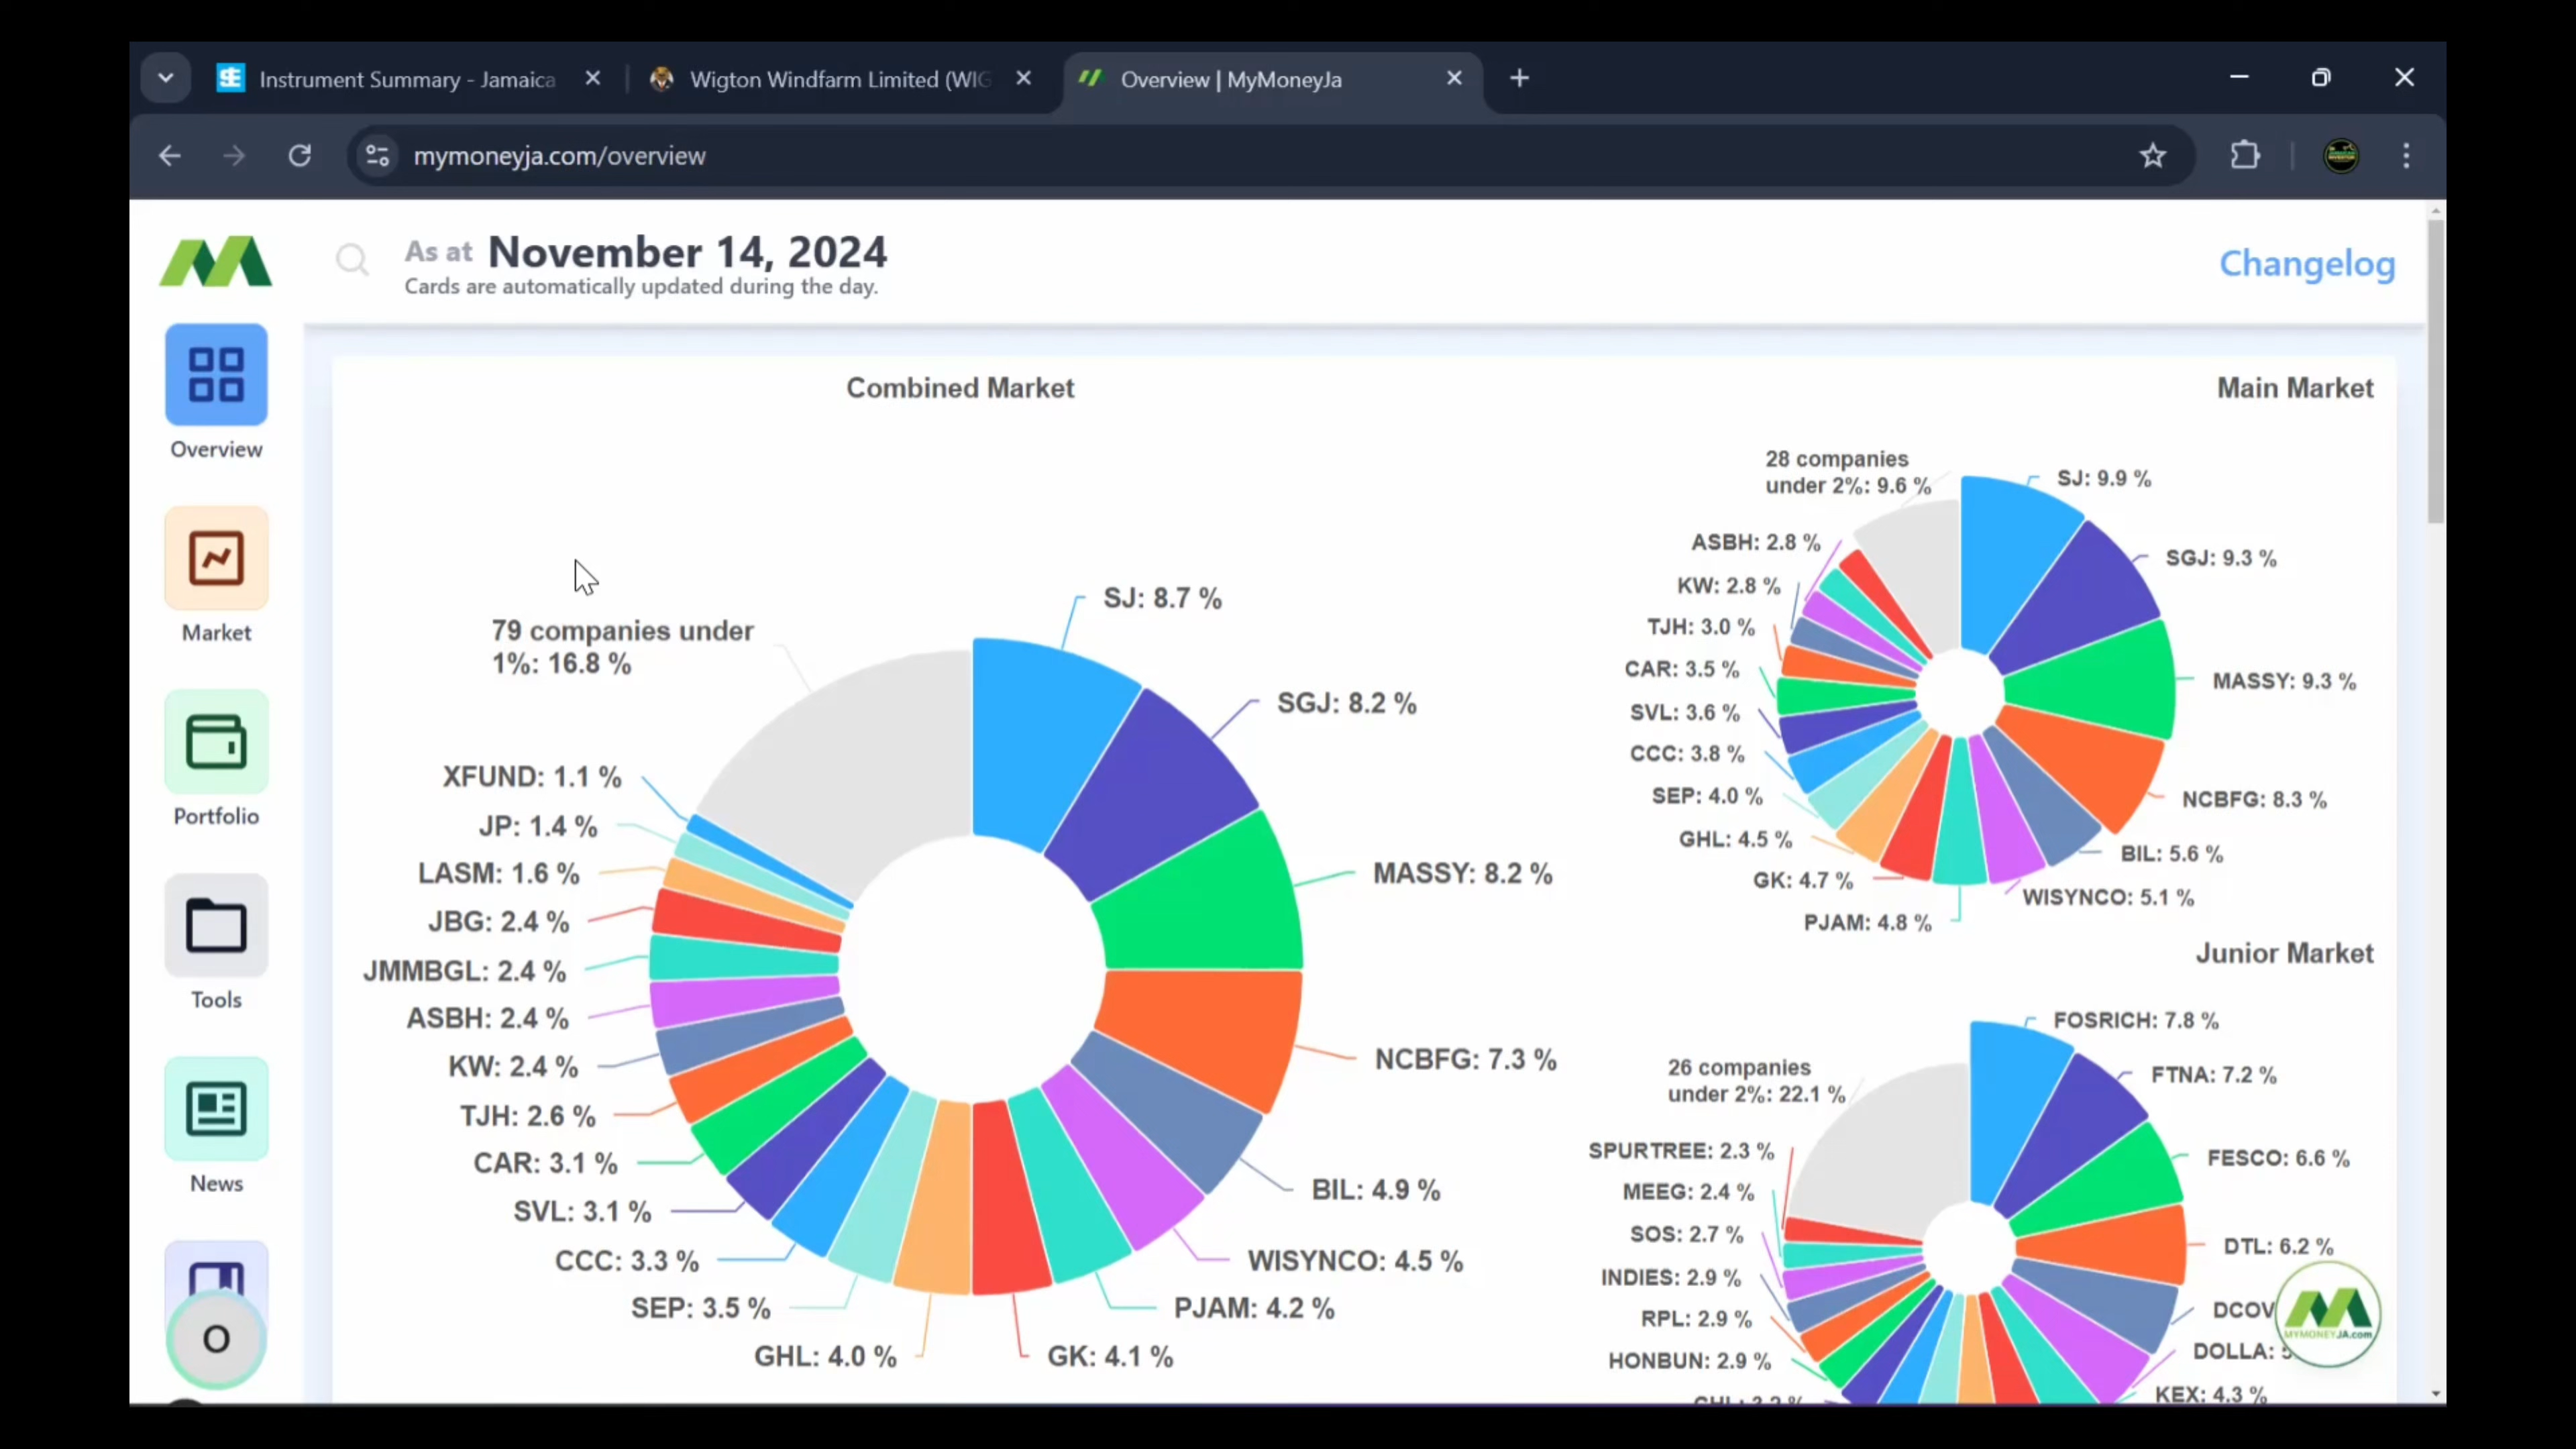 Instrument Summary - Jamaica
Wigton Windfarm Limited (WIG
Overview | MyMoneyJa
mymoneyja.com/overview
As at November 14, 2024
Cards are automatically updated during the day.
Changelog
Overview
Market
Portfolio
Tools
News
O
Combined Market
SJ: 8.7 %
SGJ: 8.2 %
MASSY: 8.2 %
NCBFG: 7.3 %
BIL: 4.9 %
WISYNCO: 4.5 %
PJAM: 4.2 %
GK: 4.1 %
GHL: 4.0 %
SEP: 3.5 %
CCC: 3.3 %
SVL: 3.1 %
CAR: 3.1 %
TJH: 2.6 %
KW: 2.4 %
ASBH: 2.4 %
JMMBGL: 2.4 %
JBG: 2.4 %
LASM: 1.6 %
JP: 1.4 %
XFUND: 1.1 %
79 companies under
1%: 16.8 %
Main Market
SJ: 9.9 %
SGJ: 9.3 %
MASSY: 9.3 %
NCBFG: 8.3 %
BIL: 5.6 %
WISYNCO: 5.1 %
PJAM: 4.8 %
GK: 4.7 %
GHL: 4.5 %
SEP: 4.0 %
CCC: 3.8 %
SVL: 3.6 %
CAR: 3.5 %
TJH: 3.0 %
KW: 2.8 %
ASBH: 2.8 %
28 companies
under 2%: 9.6 %
Junior Market
FOSRICH: 7.8 %
FTNA: 7.2 %
FESCO: 6.6 %
DTL: 6.2 %
DCOV
DOLLA:
KEX: 4.3 %
HONBUN: 2.9 %
RPL: 2.9 %
INDIES: 2.9 %
SOS: 2.7 %
MEEG: 2.4 %
SPURTREE: 2.3 %
26 companies
under 2%: 22.1 %
MYMONEYJA.com